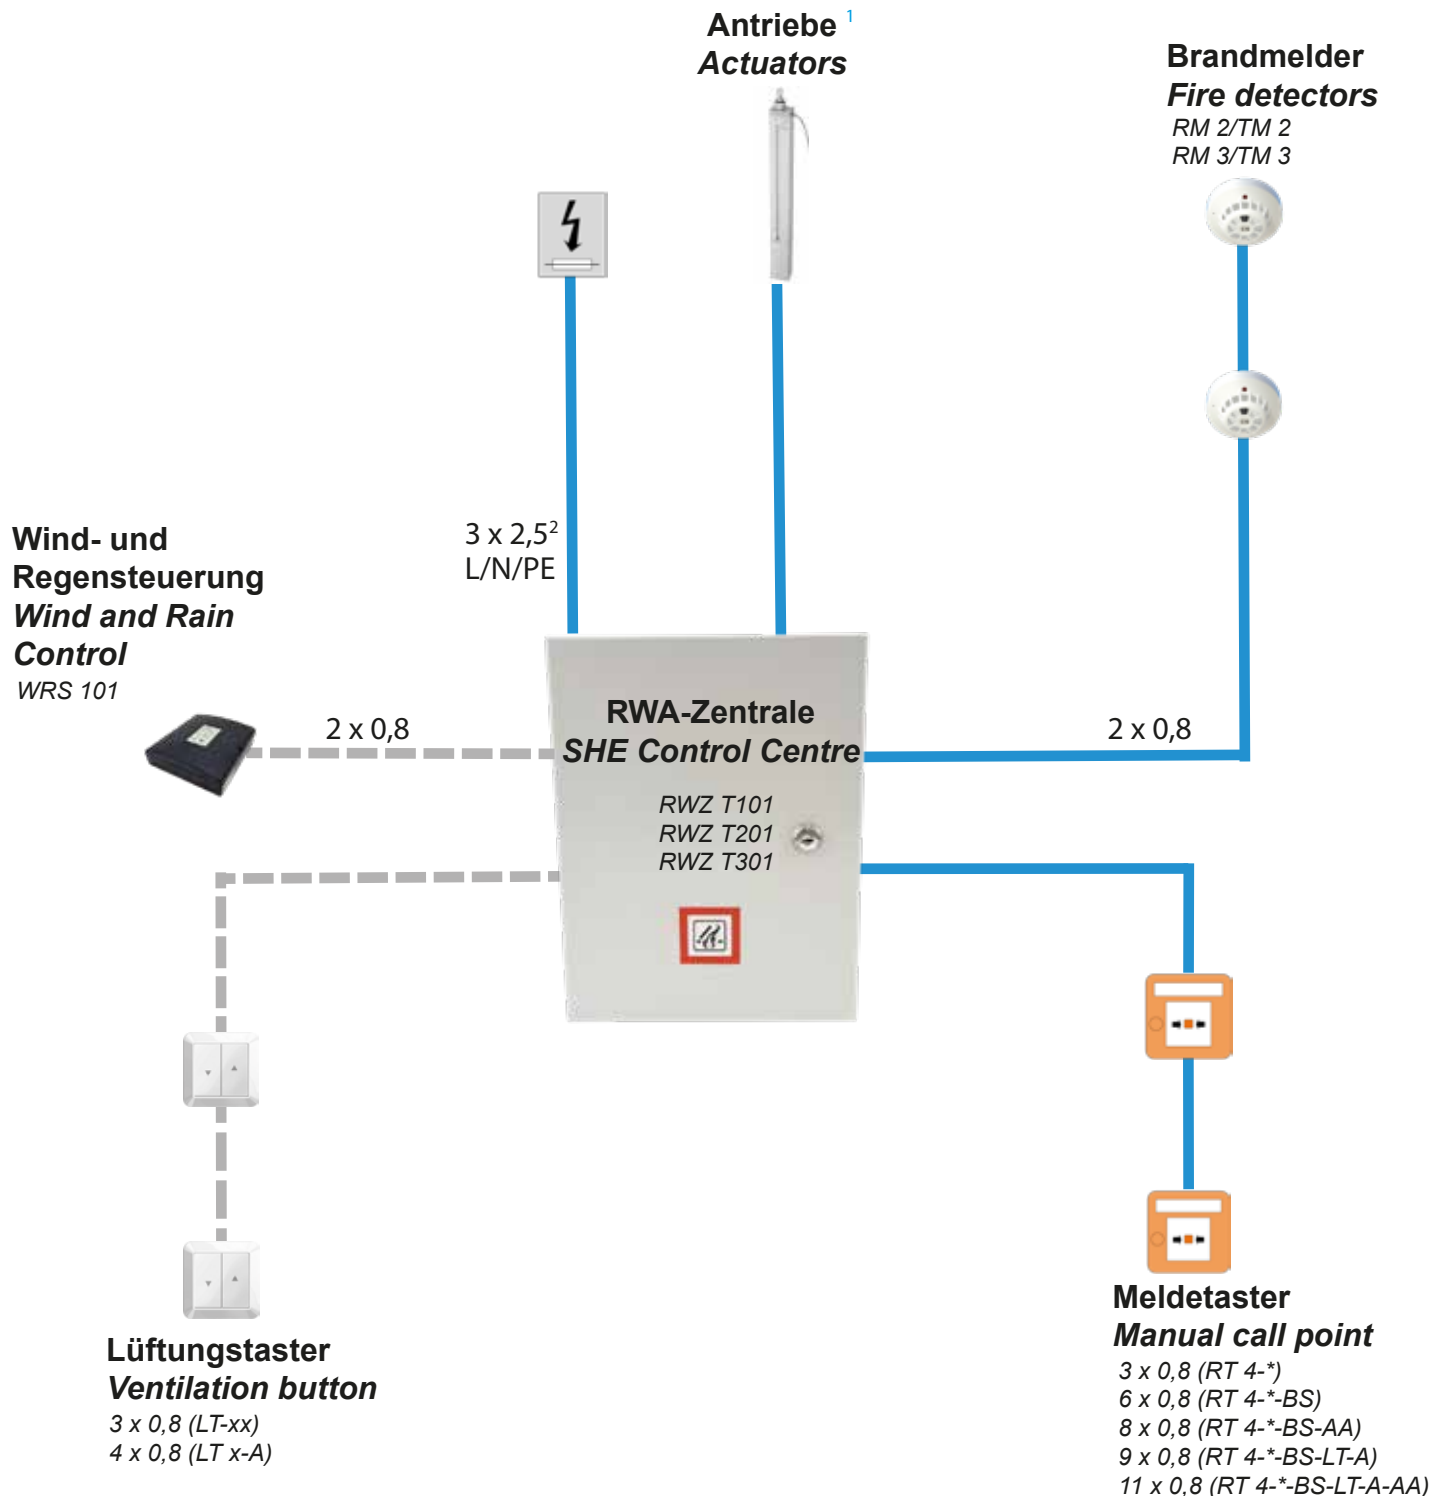 Antriebe 1
Actuators
Brandmelder
Fire detectors
RM 2/TM 2
RM 3/TM 3
3 x 2,5²
L/N/PE
Wind- und
Regensteuerung
Wind and Rain
Control
WRS 101
2 x 0,8
RWA-Zentrale
SHE Control Centre
RWZ T101
RWZ T201
RWZ T301
2 x 0,8
Lüftungstaster
Ventilation button
3 x 0,8 (LT-xx)
4 x 0,8 (LT x-A)
Meldetaster
Manual call point
3 x 0,8 (RT 4-*)
6 x 0,8 (RT 4-*-BS)
8 x 0,8 (RT 4-*-BS-AA)
9 x 0,8 (RT 4-*-BS-LT-A)
11 x 0,8 (RT 4-*-BS-LT-A-AA)